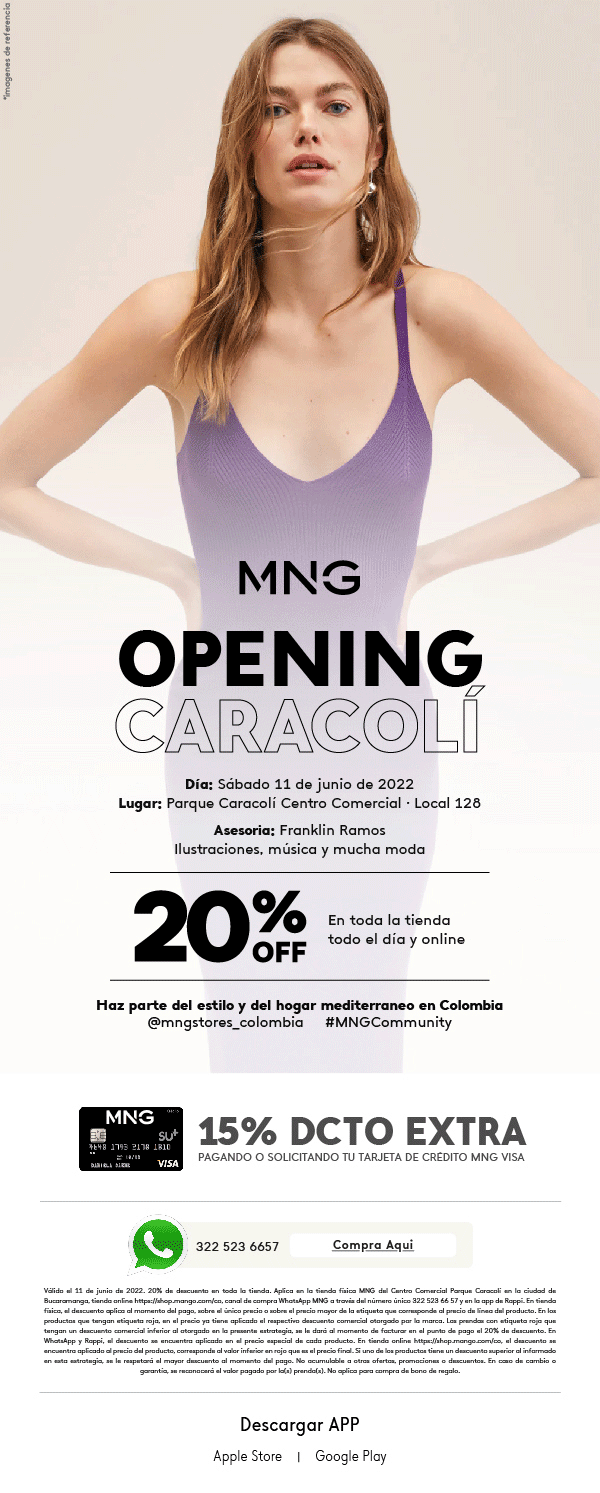 *imagenes de referencia
MNG
OPENING
CARACOLÍ
Día: Sábado 11 de junio de 2022
Lugar: Parque Caracolí Centro Comercial · Local 128
Asesoria: Franklin Ramos
Ilustraciones, música y mucha moda
20% OFF
En toda la tienda
todo el día y online
Haz parte del estilo y del hogar mediterraneo en Colombia
@mngstores_colombia #MNGCommunity
MNG
SU+
VISA
15% DCTO EXTRA
PAGANDO O SOLICITANDO TU TARJETA DE CRÉDITO MNG VISA
322 523 6657 Compra Aqui
Válido el 11 de junio de 2022. 20% de descuento en toda la tienda. Aplica en la tienda física MNG del Centro Comercial Parque Caracolí en la ciudad de
Bucaramanga, tienda online https://shop.mango.com/co, canal de compra WhatsApp MNG a través del número único 322 523 66 57 y en la app de Rappi. En tienda
física, el descuento aplica al momento del pago, sobre el único precio o sobre el precio mayor de la etiqueta que corresponde al precio de línea del producto. En los
productos que tengan etiqueta roja, en el precio ya tiene aplicado el respectivo descuento comercial otorgado por la marca. Las prendas con etiqueta roja que
tengan un descuento comercial inferior al otorgado en la presente estrategia, se le dará al momento de facturar en el punto de pago el 20% de descuento. En
WhatsApp y Rappi, el descuento se encuentra aplicado en el precio especial de cada producto. En tienda online https://shop.mango.com/co, el descuento se
encuentra aplicado al precio del producto, corresponde al valor inferior en rojo que es el precio final. Si uno de los productos tiene un descuento superior al informado
en esta estrategia, se le respetará el mayor descuento al momento del pago. No acumulable a otras ofertas, promociones o descuentos. En caso de cambio o
garantía, se reconocerá el valor pagado por la(s) prenda(s). No aplica para compra de bono de regalo.
Descargar APP
Apple Store | Google Play